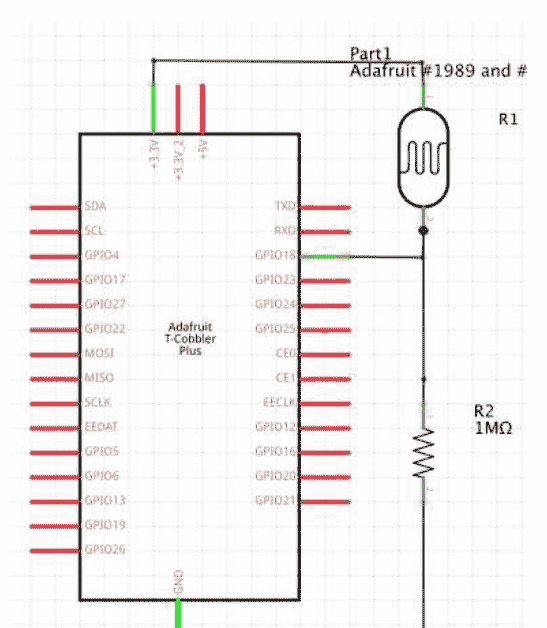 Part1
Adafruit #1989 and #
R1
+3.3V
+3.3V_2
+5V
SDA
SCL
GPIO4
GPIO17
GPIO27
GPIO22
MOSI
MISO
SCLK
EEDAT
GPIO5
GPIO6
GPIO13
GPIO19
GPIO26
Adafruit
T-Cobbler
Plus
TXD
RXD
GPIO18
GPIO23
GPIO24
GPIO25
CE0
CE1
EECLK
GPIO12
GPIO16
GPIO20
GPIO21
R2
1MΩ
GND